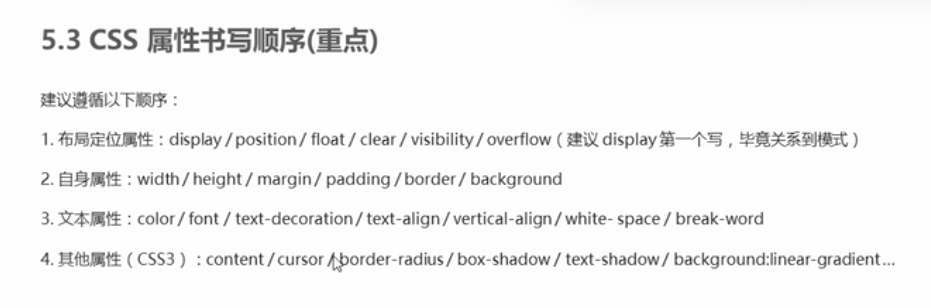 5.3 CSS 属性书写顺序(重点)
建议遵循以下顺序：
1. 布局定位属性：display / position / float / clear / visibility / overflow（建议 display 第一个写，毕竟关系到模式）
2. 自身属性：width / height / margin / padding / border / background
3. 文本属性：color / font / text-decoration / text-align / vertical-align / white- space / break-word
4. 其他属性（CSS3）：content / cursor / border-radius / box-shadow / text-shadow / background:linear-gradient…